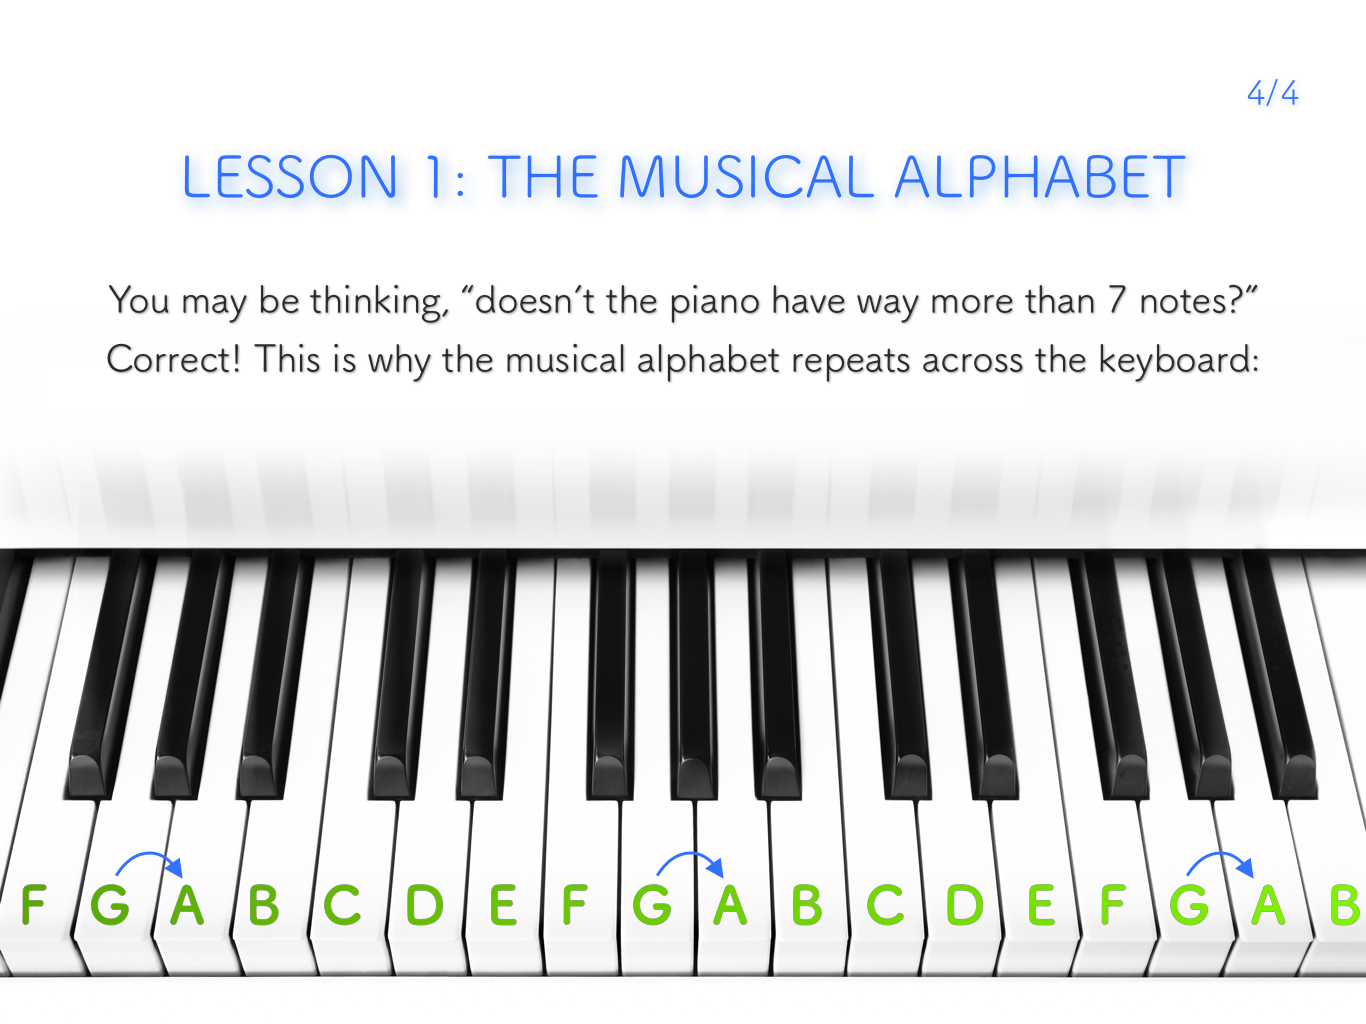 4/4
LESSON 1: THE MUSICAL ALPHABET
You may be thinking, “doesn’t the piano have way more than 7 notes?”
Correct! This is why the musical alphabet repeats across the keyboard:
F G A B C D E F G A B C D E F G A B